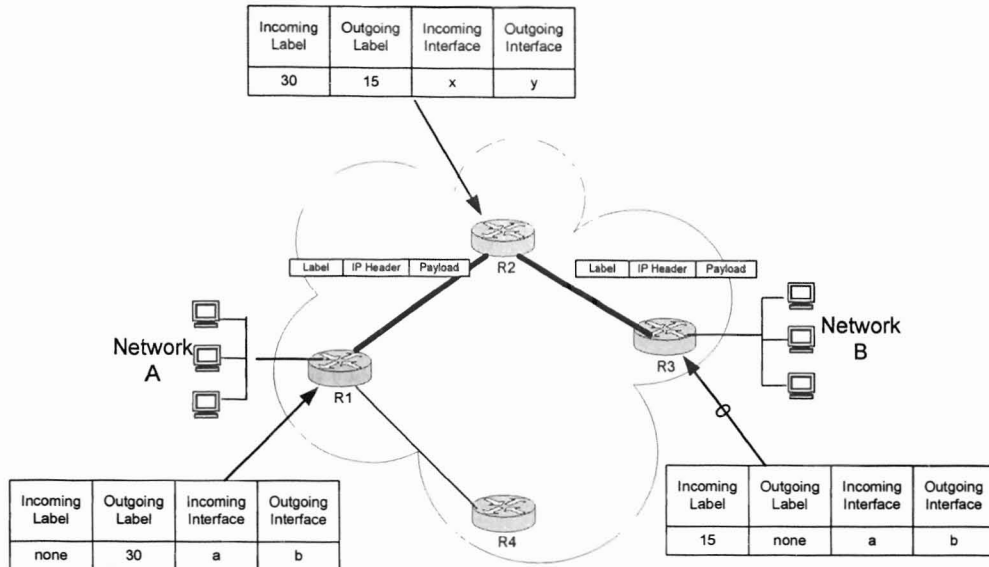 Incoming Label Outgoing Label Incoming Interface Outgoing Interface
30 15 x y
Label IP Header Payload
R2
Label IP Header Payload
Network A
R1
R3
Network B
R4
Incoming Label Outgoing Label Incoming Interface Outgoing Interface
none 30 a b
Incoming Label Outgoing Label Incoming Interface Outgoing Interface
15 none a b